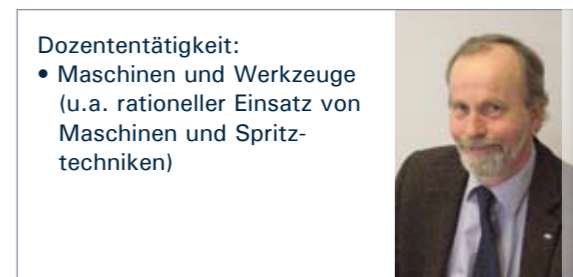 Dozententätigkeit:
• Maschinen und Werkzeuge
(u.a. rationeller Einsatz von
Maschinen und Spritz-
techniken)